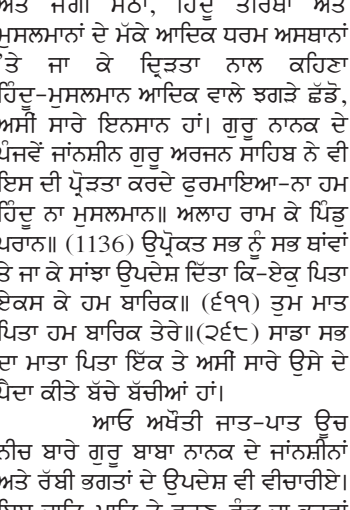 ਅਤੇ ਜੰਗੀ ਮੱਠਾਂ, ਹਿੰਦੂ ਤੀਰਥਾਂ ਅਤੇ
ਮੁਸਲਮਾਨਾਂ ਦੇ ਮੱਕੇ ਆਦਿਕ ਧਰਮ ਅਸਥਾਨਾਂ
'ਤੇ ਜਾ ਕੇ ਦ੍ਰਿੜਤਾ ਨਾਲ ਕਹਿਣਾ
ਹਿੰਦੂ-ਮੁਸਲਮਾਨ ਆਦਿਕ ਵਾਲੇ ਝਗੜੇ ਛੱਡੋ,
ਅਸੀਂ ਸਾਰੇ ਇਨਸਾਨ ਹਾਂ। ਗੁਰੂ ਨਾਨਕ ਦੇ
ਪੰਜਵੇਂ ਜਾਂਨਸ਼ੀਨ ਗੁਰੂ ਅਰਜਨ ਸਾਹਿਬ ਨੇ ਵੀ
ਇਸ ਦੀ ਪ੍ਰੋੜਤਾ ਕਰਦੇ ਫੁਰਮਾਇਆ-ਨਾ ਹਮ
ਹਿੰਦੂ ਨਾ ਮੁਸਲਮਾਨ॥ ਅਲਾਹ ਰਾਮ ਕੇ ਪਿੰਡੁ
ਪਰਾਨ॥ (1136) ਉਪ੍ਰੋਕਤ ਸਭ ਨੂੰ ਸਭ ਥਾਂਵਾਂ
ਤੇ ਜਾ ਕੇ ਸਾਂਝਾ ਉਪਦੇਸ਼ ਦਿੱਤਾ ਕਿ-ਏਕੁ ਪਿਤਾ
ਏਕਸ ਕੇ ਹਮ ਬਾਰਿਕ॥ (੬੧੧) ਤੁਮ ਮਾਤ
ਪਿਤਾ ਹਮ ਬਾਰਿਕ ਤੇਰੇ॥(੨੬੮) ਸਾਡਾ ਸਭ
ਦਾ ਮਾਤਾ ਪਿਤਾ ਇੱਕ ਤੇ ਅਸੀਂ ਸਾਰੇ ਉਸੇ ਦੇ
ਪੈਦਾ ਕੀਤੇ ਬੱਚੇ ਬੱਚੀਆਂ ਹਾਂ।
ਆਓ ਅਖੌਤੀ ਜਾਤ-ਪਾਤ ਊਚ
ਨੀਚ ਬਾਰੇ ਗੁਰੂ ਬਾਬਾ ਨਾਨਕ ਦੇ ਜਾਂਨਸ਼ੀਨਾਂ
ਅਤੇ ਰੱਬੀ ਭਗਤਾਂ ਦੇ ਉਪਦੇਸ਼ ਵੀ ਵੀਚਾਰੀਏ।